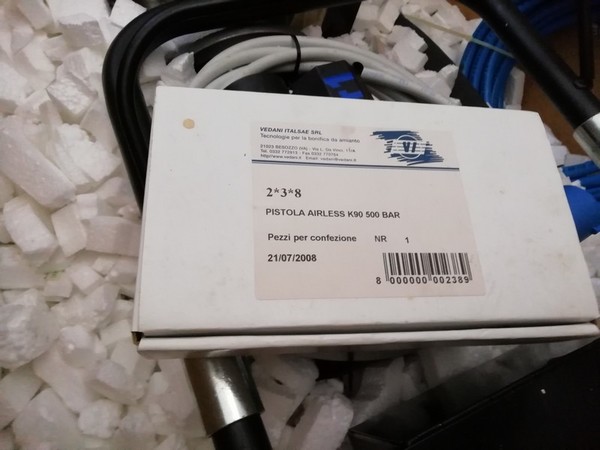 VEDANI ITALSAE SRL
Tecnologie per la bonifica da amianto
VI
2*3*8
PISTOLA AIRLESS K90 500 BAR
Pezzi per confezione NR 1
21/07/2008
8 000000 002389